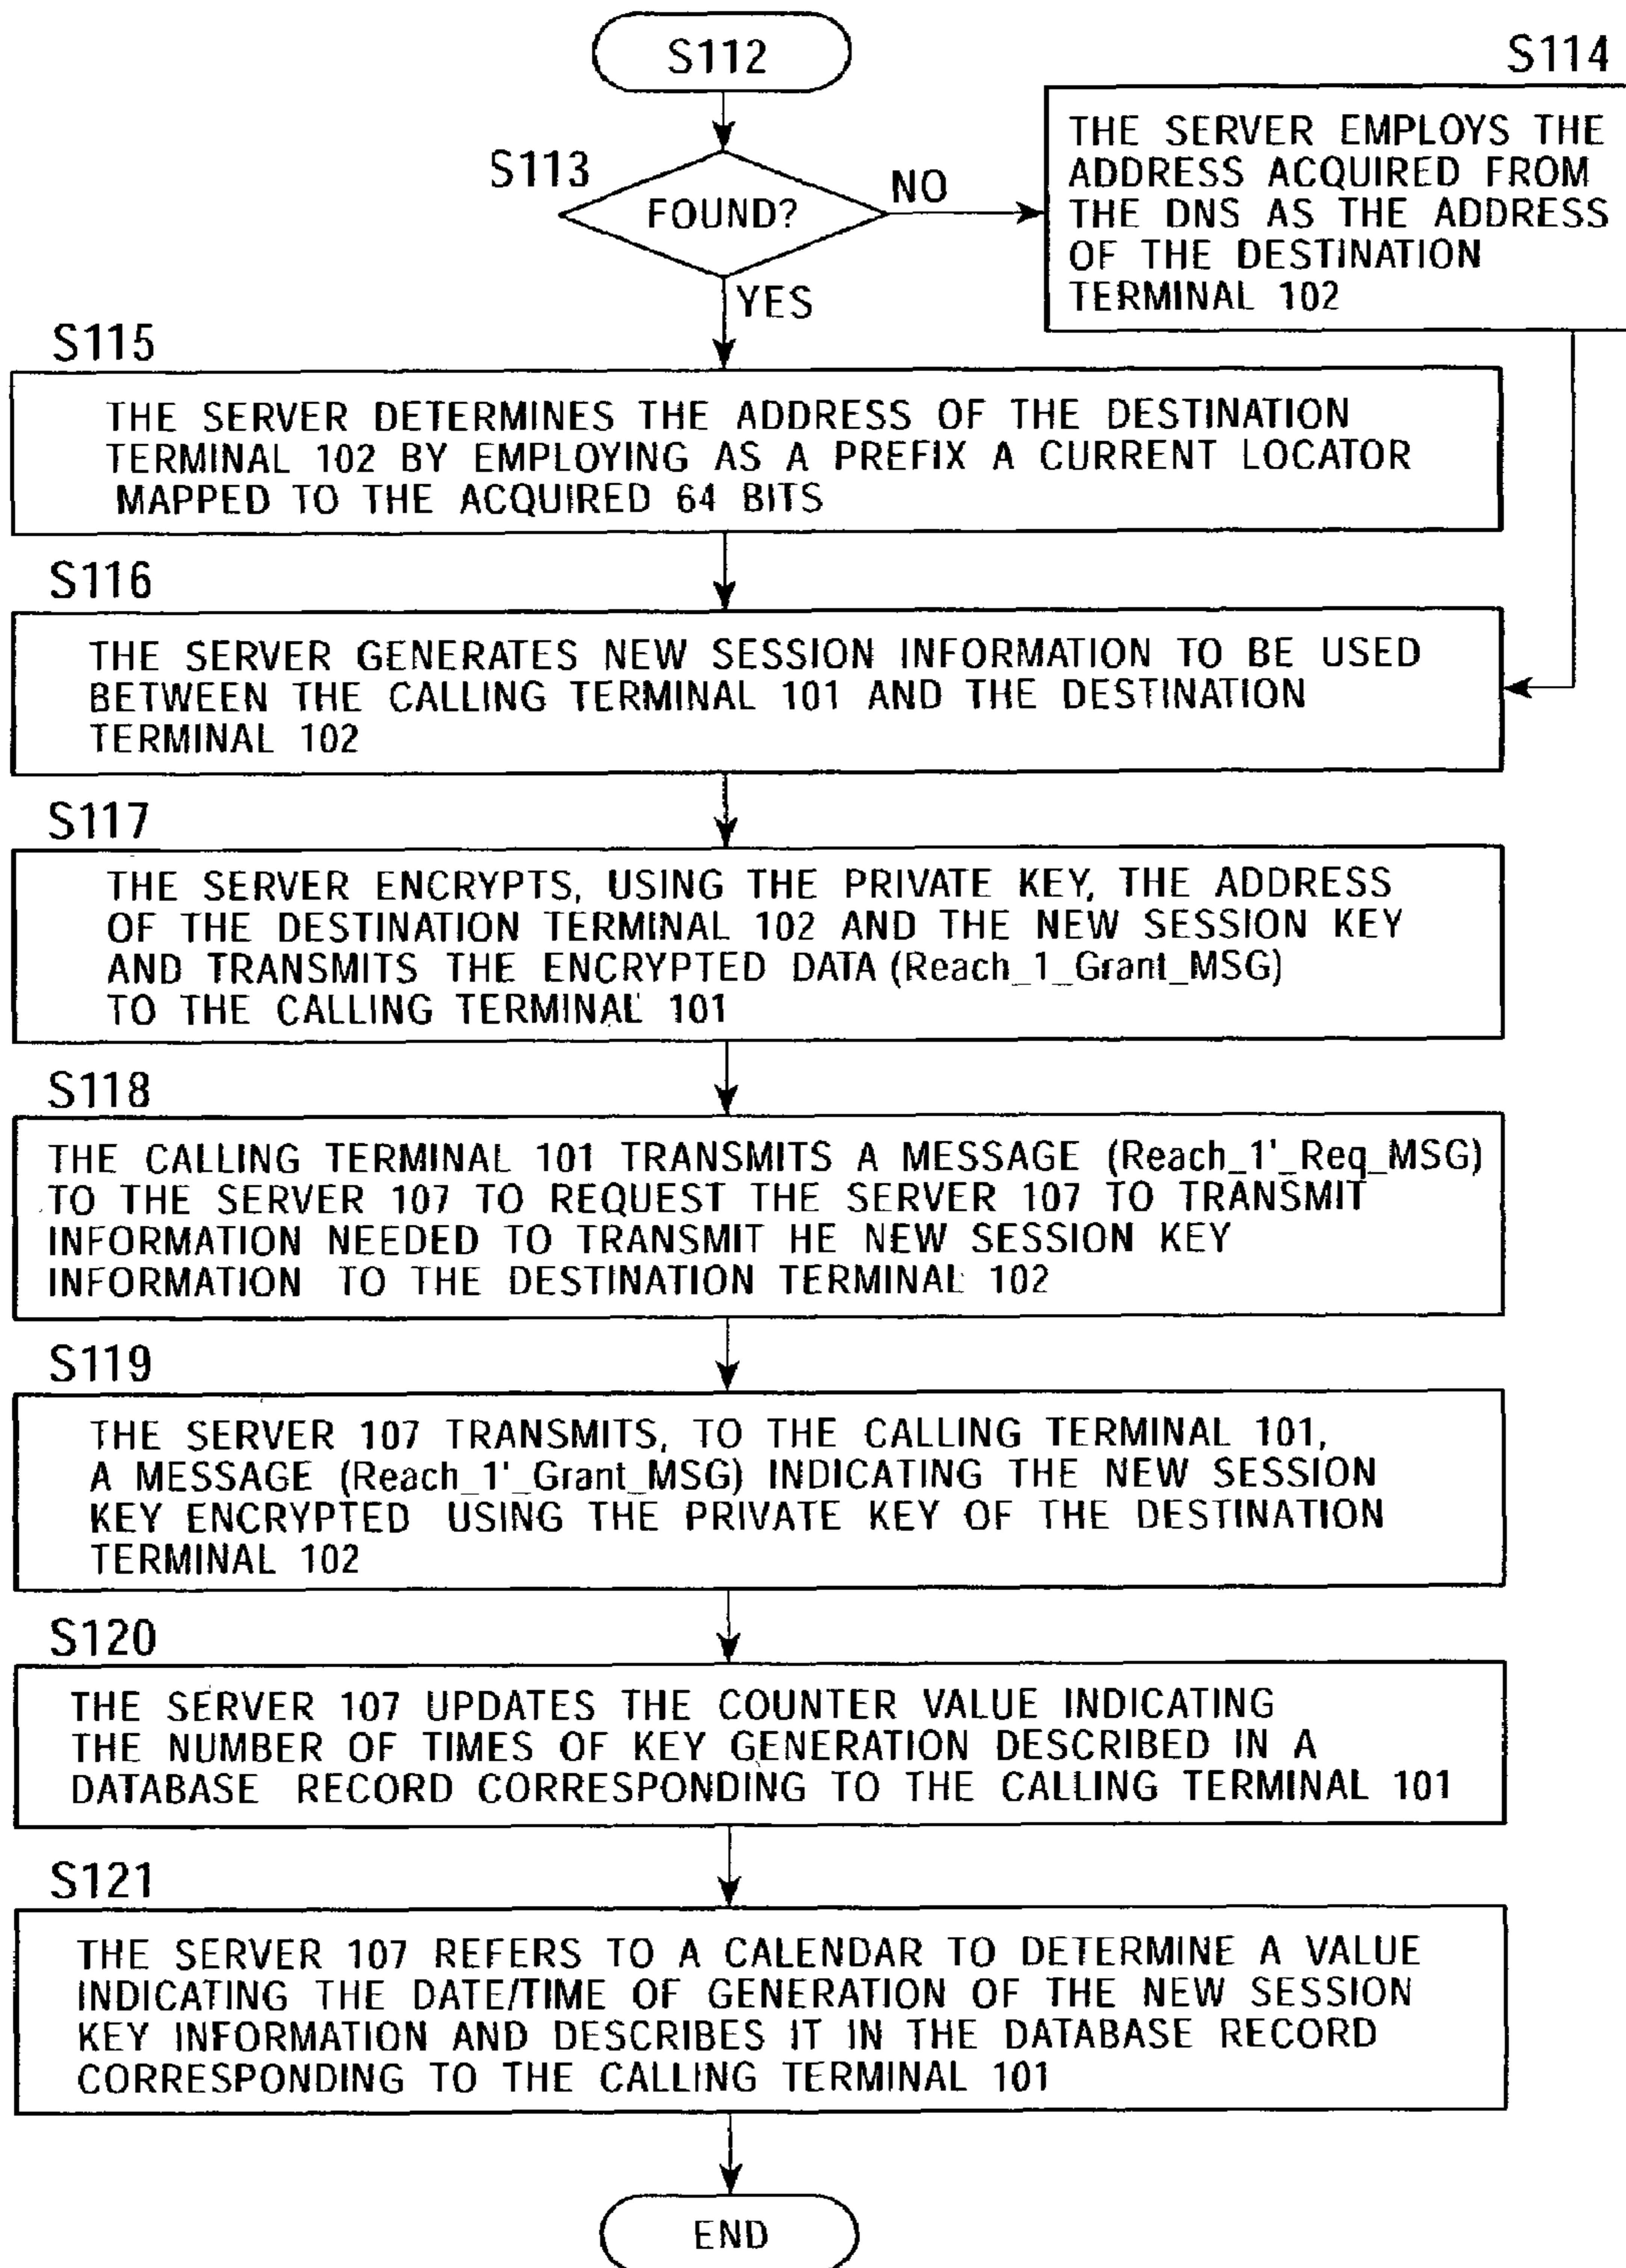 S112
S113
FOUND?
NO
YES
S114
THE SERVER EMPLOYS THE
ADDRESS ACQUIRED FROM
THE DNS AS THE ADDRESS
OF THE DESTINATION
TERMINAL 102
S115
THE SERVER DETERMINES THE ADDRESS OF THE DESTINATION
TERMINAL 102 BY EMPLOYING AS A PREFIX A CURRENT LOCATOR
MAPPED TO THE ACQUIRED 64 BITS
S116
THE SERVER GENERATES NEW SESSION INFORMATION TO BE USED
BETWEEN THE CALLING TERMINAL 101 AND THE DESTINATION
TERMINAL 102
S117
THE SERVER ENCRYPTS, USING THE PRIVATE KEY, THE ADDRESS
OF THE DESTINATION TERMINAL 102 AND THE NEW SESSION KEY
AND TRANSMITS THE ENCRYPTED DATA (Reach_1_Grant_MSG)
TO THE CALLING TERMINAL 101
S118
THE CALLING TERMINAL 101 TRANSMITS A MESSAGE (Reach_1'_Req_MSG)
TO THE SERVER 107 TO REQUEST THE SERVER 107 TO TRANSMIT
INFORMATION NEEDED TO TRANSMIT HE NEW SESSION KEY
INFORMATION TO THE DESTINATION TERMINAL 102
S119
THE SERVER 107 TRANSMITS, TO THE CALLING TERMINAL 101,
A MESSAGE (Reach_1'_Grant_MSG) INDICATING THE NEW SESSION
KEY ENCRYPTED USING THE PRIVATE KEY OF THE DESTINATION
TERMINAL 102
S120
THE SERVER 107 UPDATES THE COUNTER VALUE INDICATING
THE NUMBER OF TIMES OF KEY GENERATION DESCRIBED IN A
DATABASE RECORD CORRESPONDING TO THE CALLING TERMINAL 101
S121
THE SERVER 107 REFERS TO A CALENDAR TO DETERMINE A VALUE
INDICATING THE DATE/TIME OF GENERATION OF THE NEW SESSION
KEY INFORMATION AND DESCRIBES IT IN THE DATABASE RECORD
CORRESPONDING TO THE CALLING TERMINAL 101
END